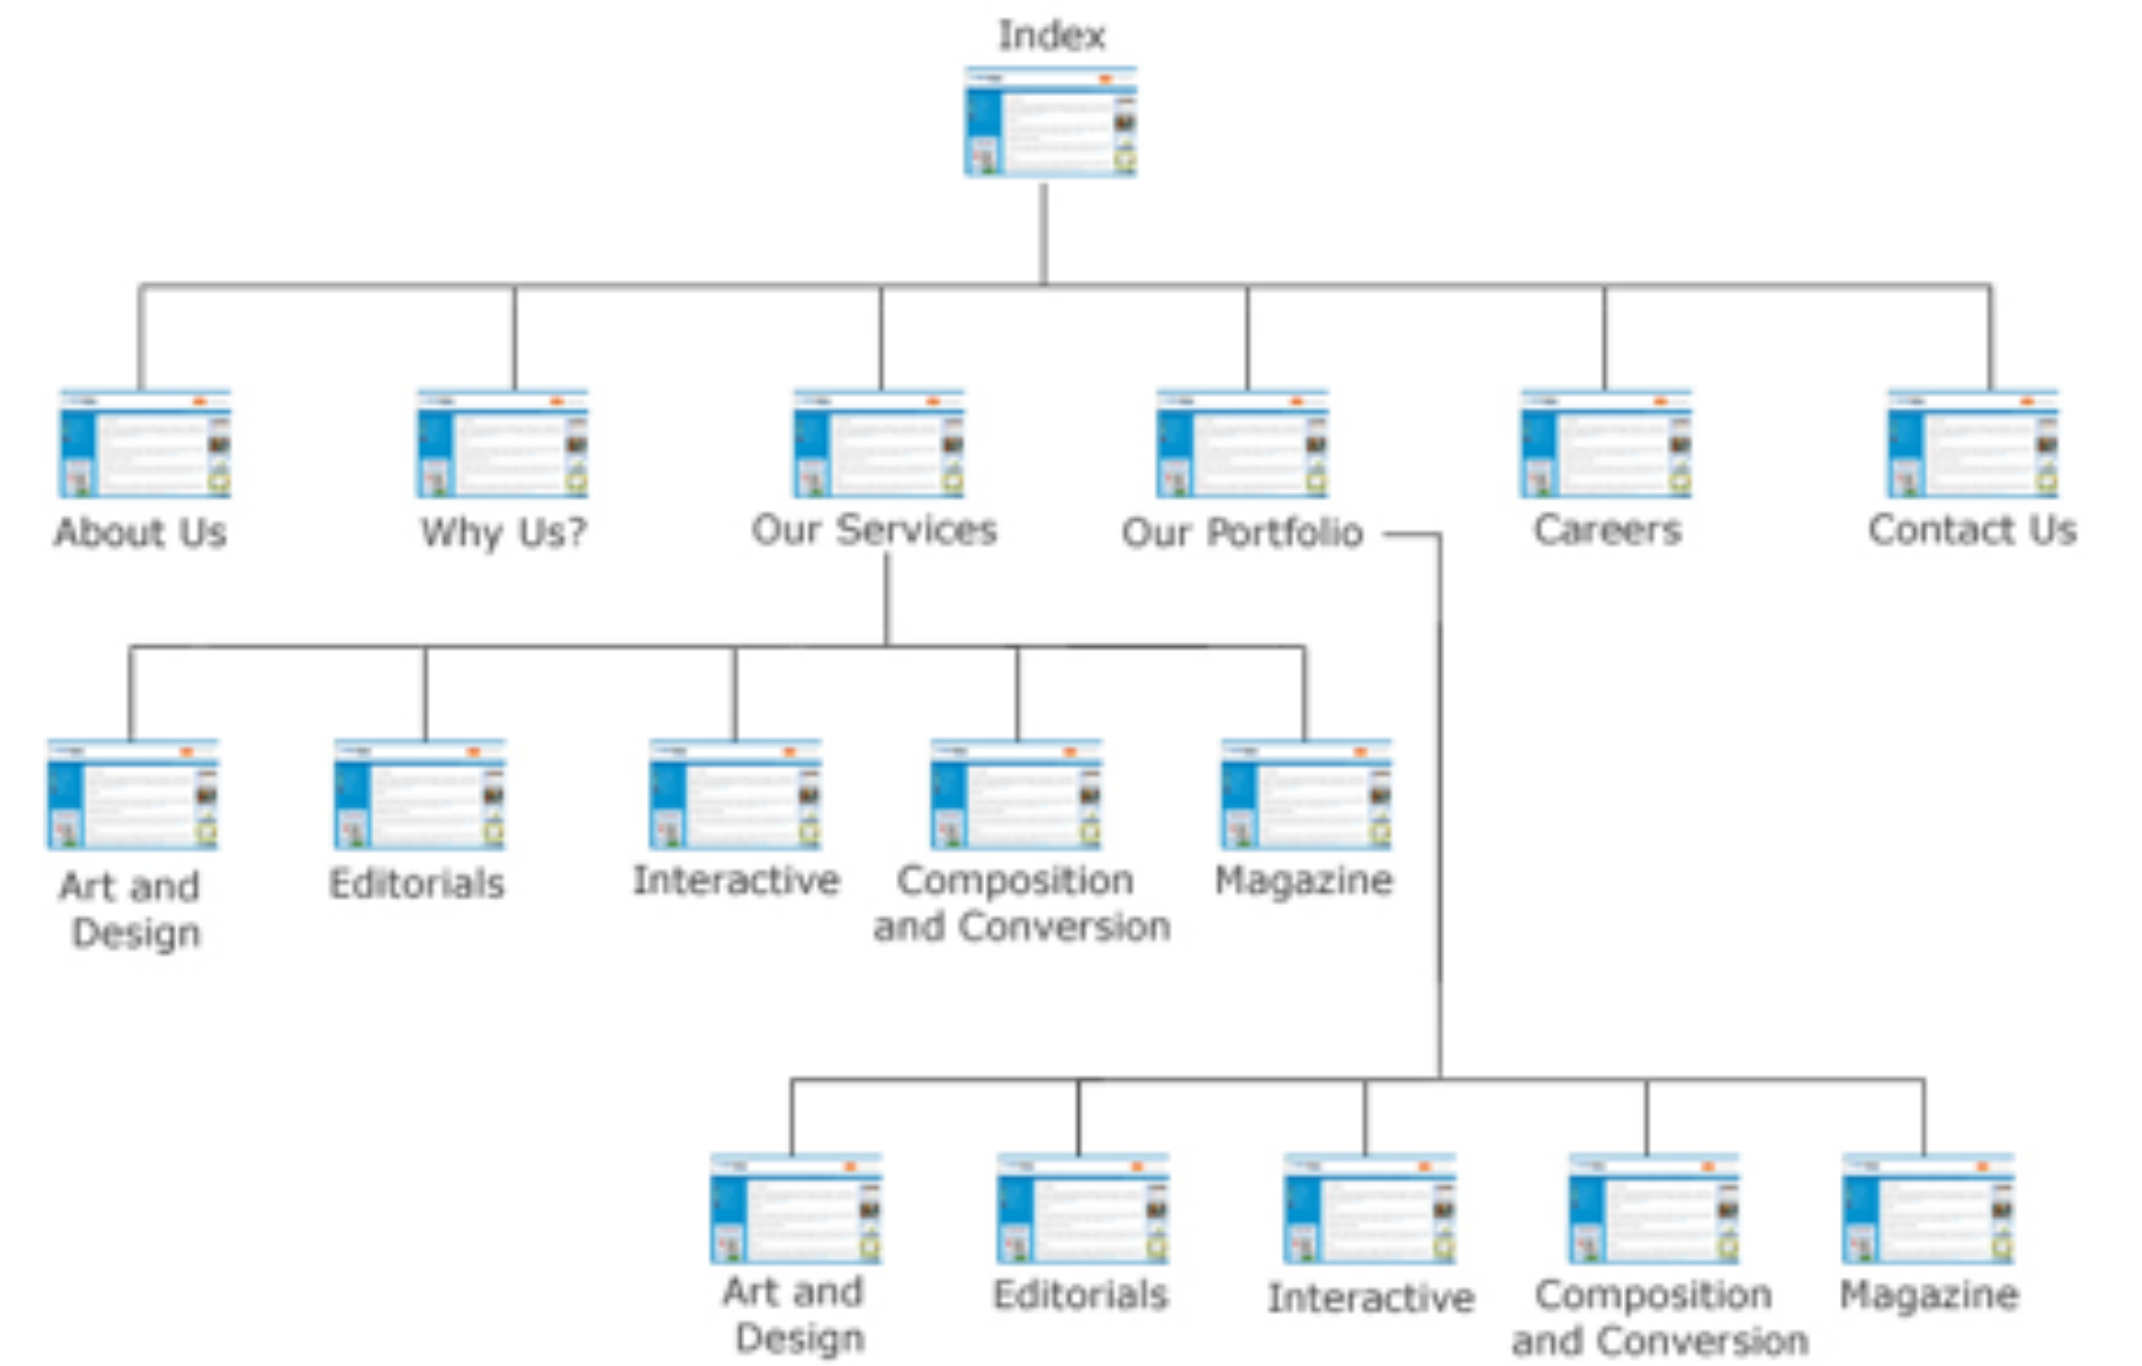 Index
About Us
Why Us?
Our Services
Our Portfolio
Careers
Contact Us
Art and
Design
Editorials
Interactive
Composition
and Conversion
Magazine
Art and
Design
Editorials
Interactive
Composition
and Conversion
Magazine